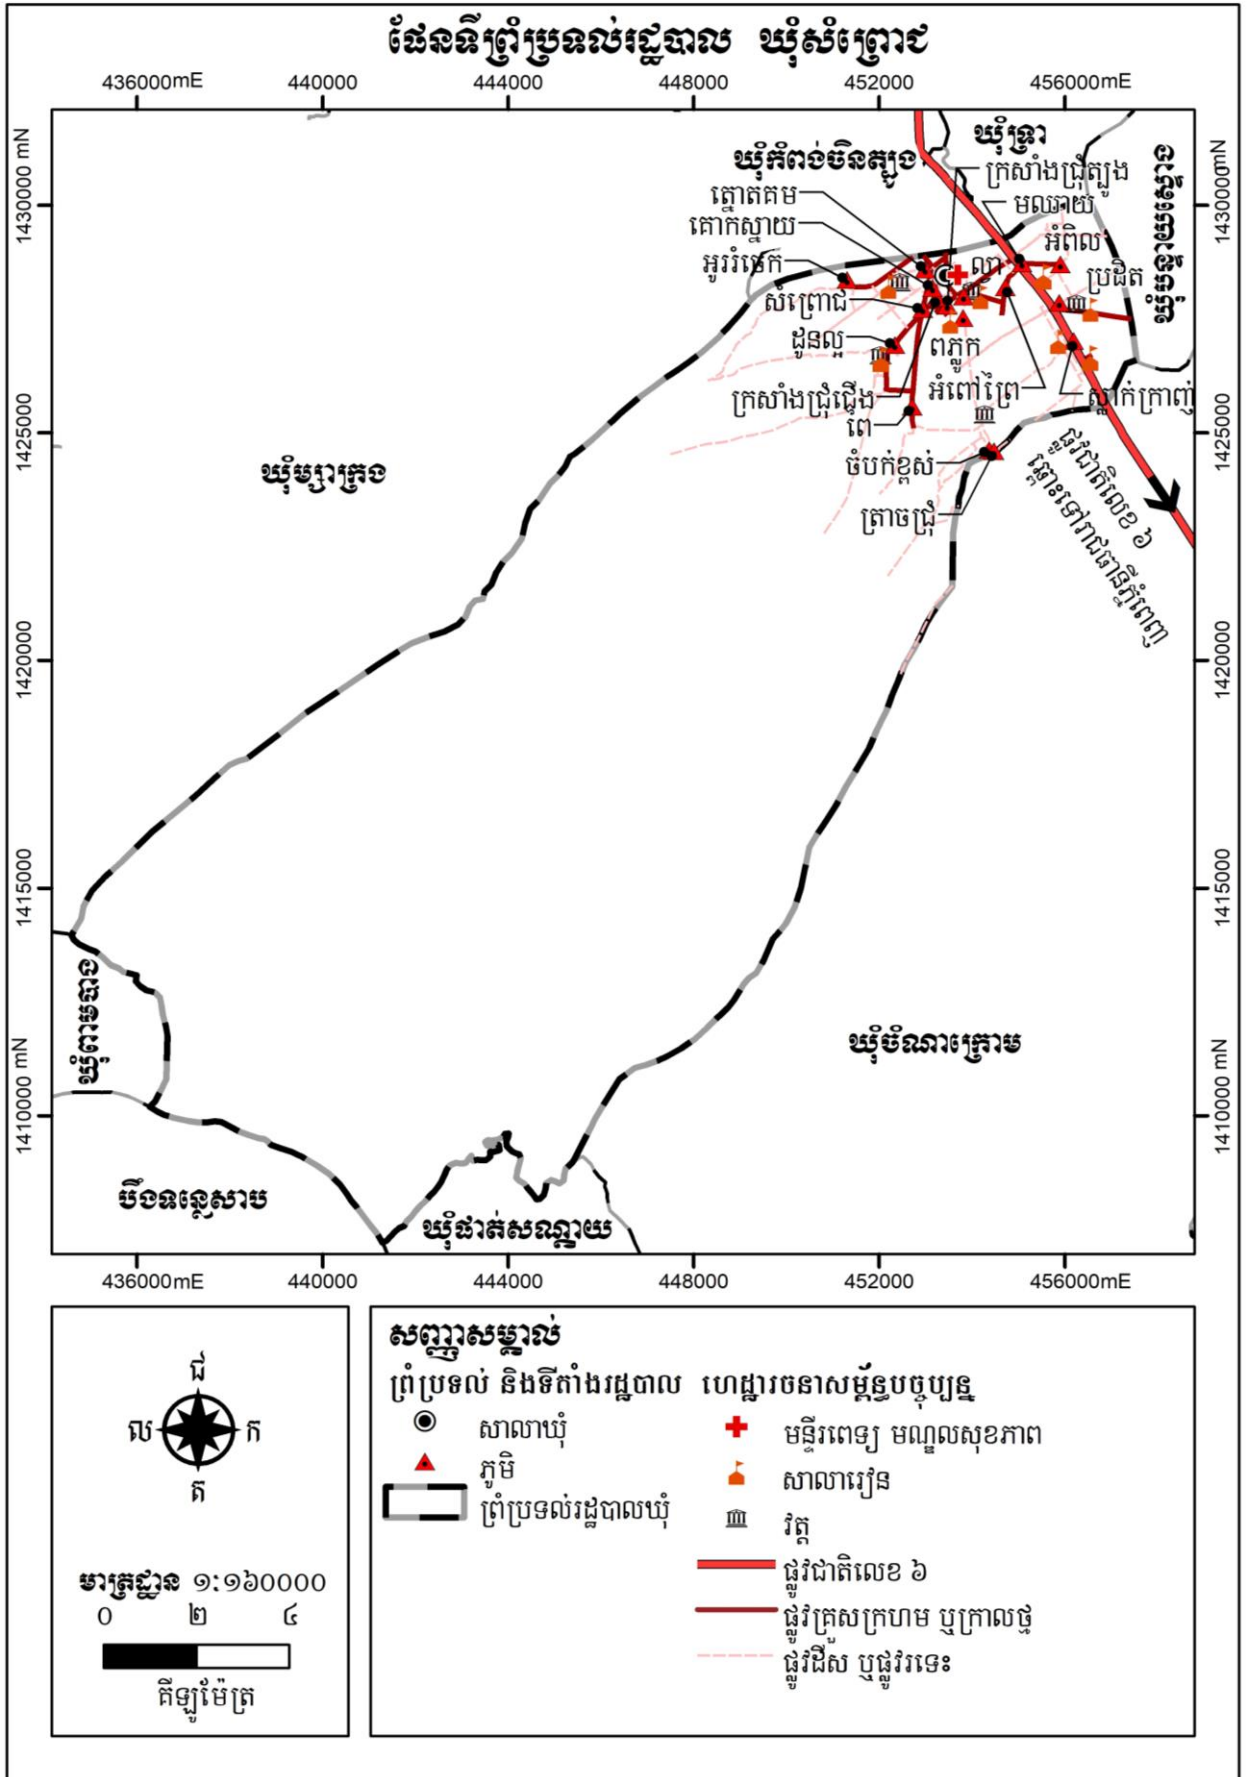 ផែនទីព្រំប្រទល់រដ្ឋបាល ឃុំសំព្រោជ
436000mE 440000 444000 448000 452000 456000mE
1430000 mN
1425000
1420000
1415000
1410000 mN
1430000mN
1425000
1420000
1415000
1410000 mN
ឃុំទ្រា
ឃុំកំពង់ចិនត្បូង
ក្រសាំងជ្រុំត្បូង
ត្នោតគម
មឈាយ
គោកស្វាយ
អំពិល
ល្វា
ប្រដិត
សំព្រោជ
ដូនល្អ
ពភ្លូក
ក្រសាំងជ្រុំជើង
អំពៅព្រៃ
ស្លាក់ក្រាញ់
ពៃ
ចំបក់ខ្ពស់
ត្រាចជ្រុំ
ផ្លូវជាតិលេខ ៦
ឆ្ពោះទៅរាជធានីភ្នំពេញ
ឃុំម្សាក្រង
ឃុំពាមបាង
ឃុំចំណាក្រោម
បឹងទន្លេសាប
ឃុំផាត់សណ្តាយ
436000mE 440000 444000 448000 452000 456000mE
ជ
ល ក
ត
មាត្រដ្ឋាន ១:១៦០០០០
០ ២ ៤
គីឡូម៉ែត្រ
សញ្ញាសម្គាល់
ព្រំប្រទល់ និងទីតាំងរដ្ឋបាល
សាលាឃុំ
ភូមិ
ព្រំប្រទល់រដ្ឋបាលឃុំ
ហេដ្ឋារចនាសម្ព័ន្ធបច្ចុប្បន្ន
មន្ទីរពេទ្យ មណ្ឌលសុខភាព
សាលារៀន
វត្ត
ផ្លូវជាតិលេខ ៦
ផ្លូវគ្រួសក្រហម ឬក្រាលថ្ម
ផ្លូវដីស ឬផ្លូវរទេះ